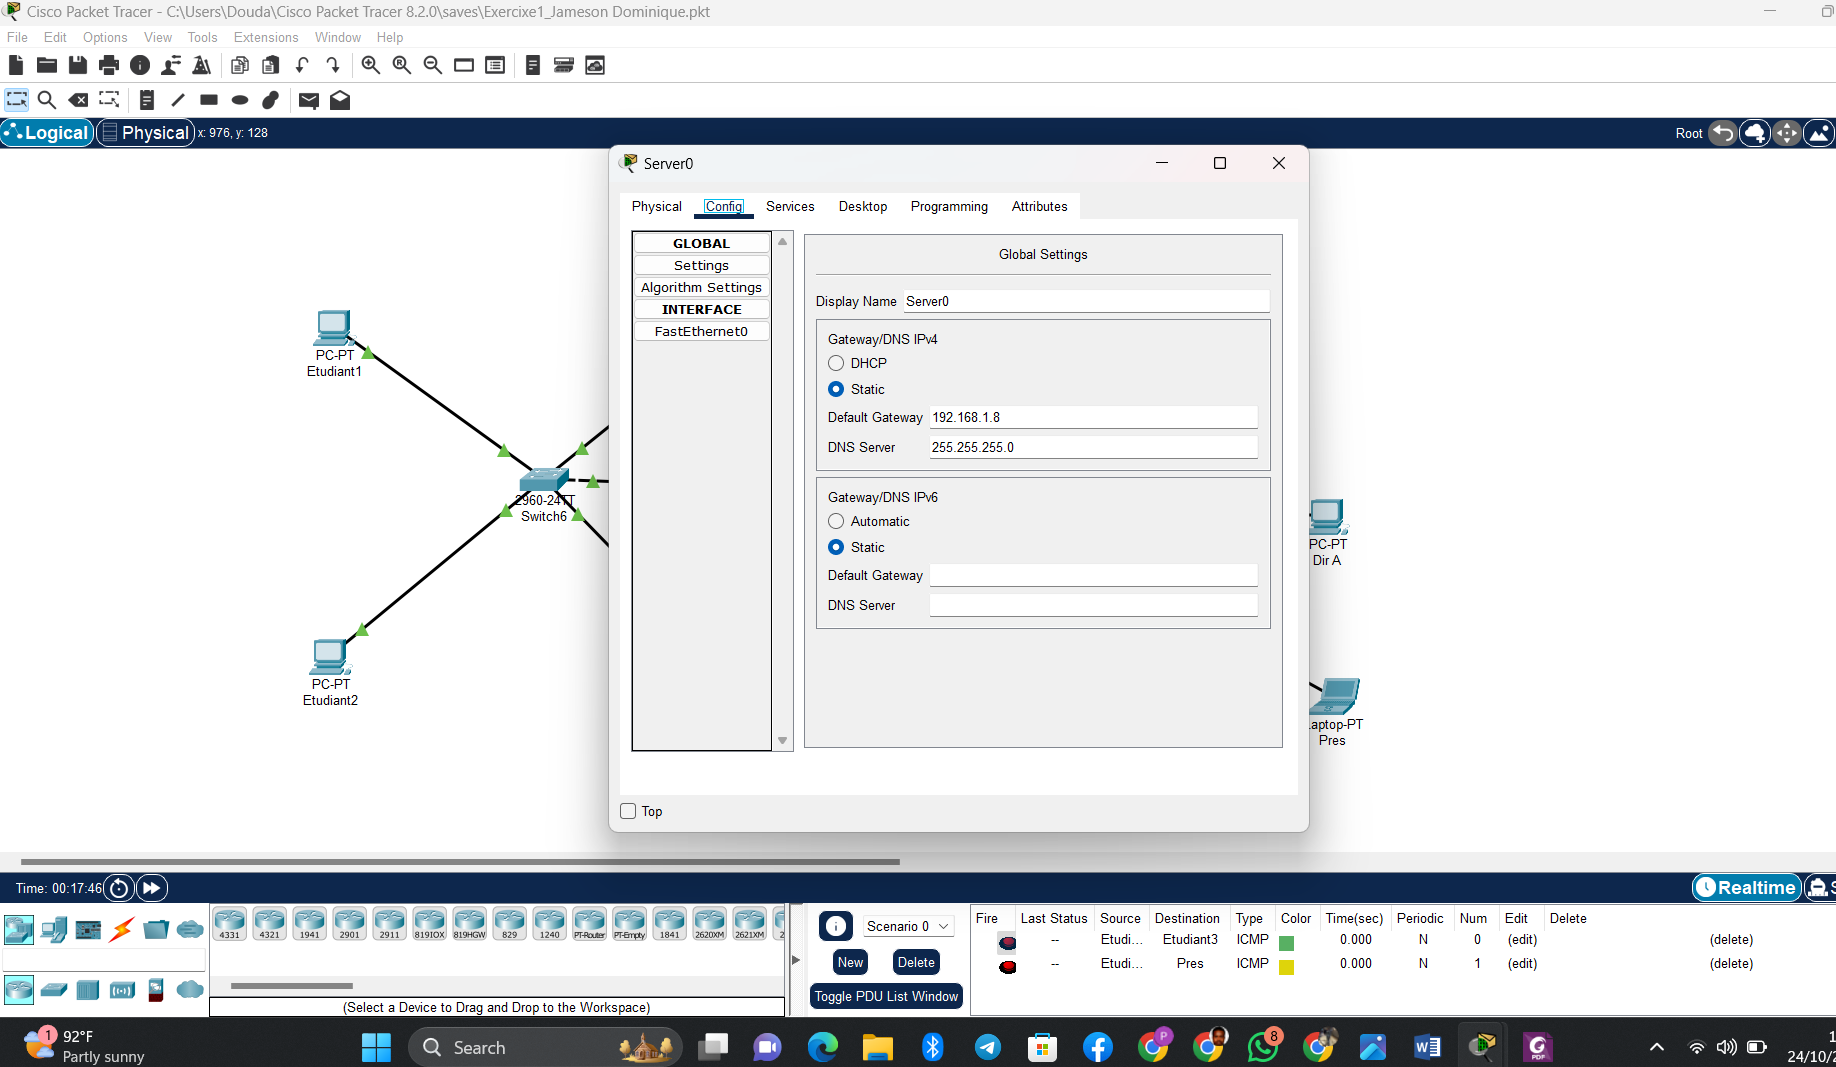 Cisco Packet Tracer - C:\Users\Douda\Cisco Packet Tracer 8.2.0\saves\Exercixe1_Jameson Dominique.pkt
File Edit Options View Tools Extensions Window Help
Logical Physical x: 976, y: 128 Root
Server0
Physical Config Services Desktop Programming Attributes
GLOBAL
Settings
Algorithm Settings
INTERFACE
FastEthernet0
Global Settings
Display Name Server0
Gateway/DNS IPv4
DHCP
Static
Default Gateway 192.168.1.8
DNS Server 255.255.255.0
Gateway/DNS IPv6
Automatic
Static
Default Gateway
DNS Server
Top
PC-PT
Etudiant1
2960-24TT
Switch6
PC-PT
Etudiant2
PC-PT
Dir A
aptop-PT
Pres
Time: 00:17:46 Realtime S
4331 4321 1941 2901 2911 819IOX 819HGW 829 1240 PT-Router PT-Empty 1841 2620XM 2621XM 2
(Select a Device to Drag and Drop to the Workspace)
Scenario 0
New Delete
Toggle PDU List Window
Fire Last Status Source Destination Type Color Time(sec) Periodic Num Edit Delete
-- Etudi... Etudiant3 ICMP 0.000 N 0 (edit) (delete)
-- Etudi... Pres ICMP 0.000 N 1 (edit) (delete)
1 92°F
Partly sunny
Search
P
8
W
PDF
1
24/10/2